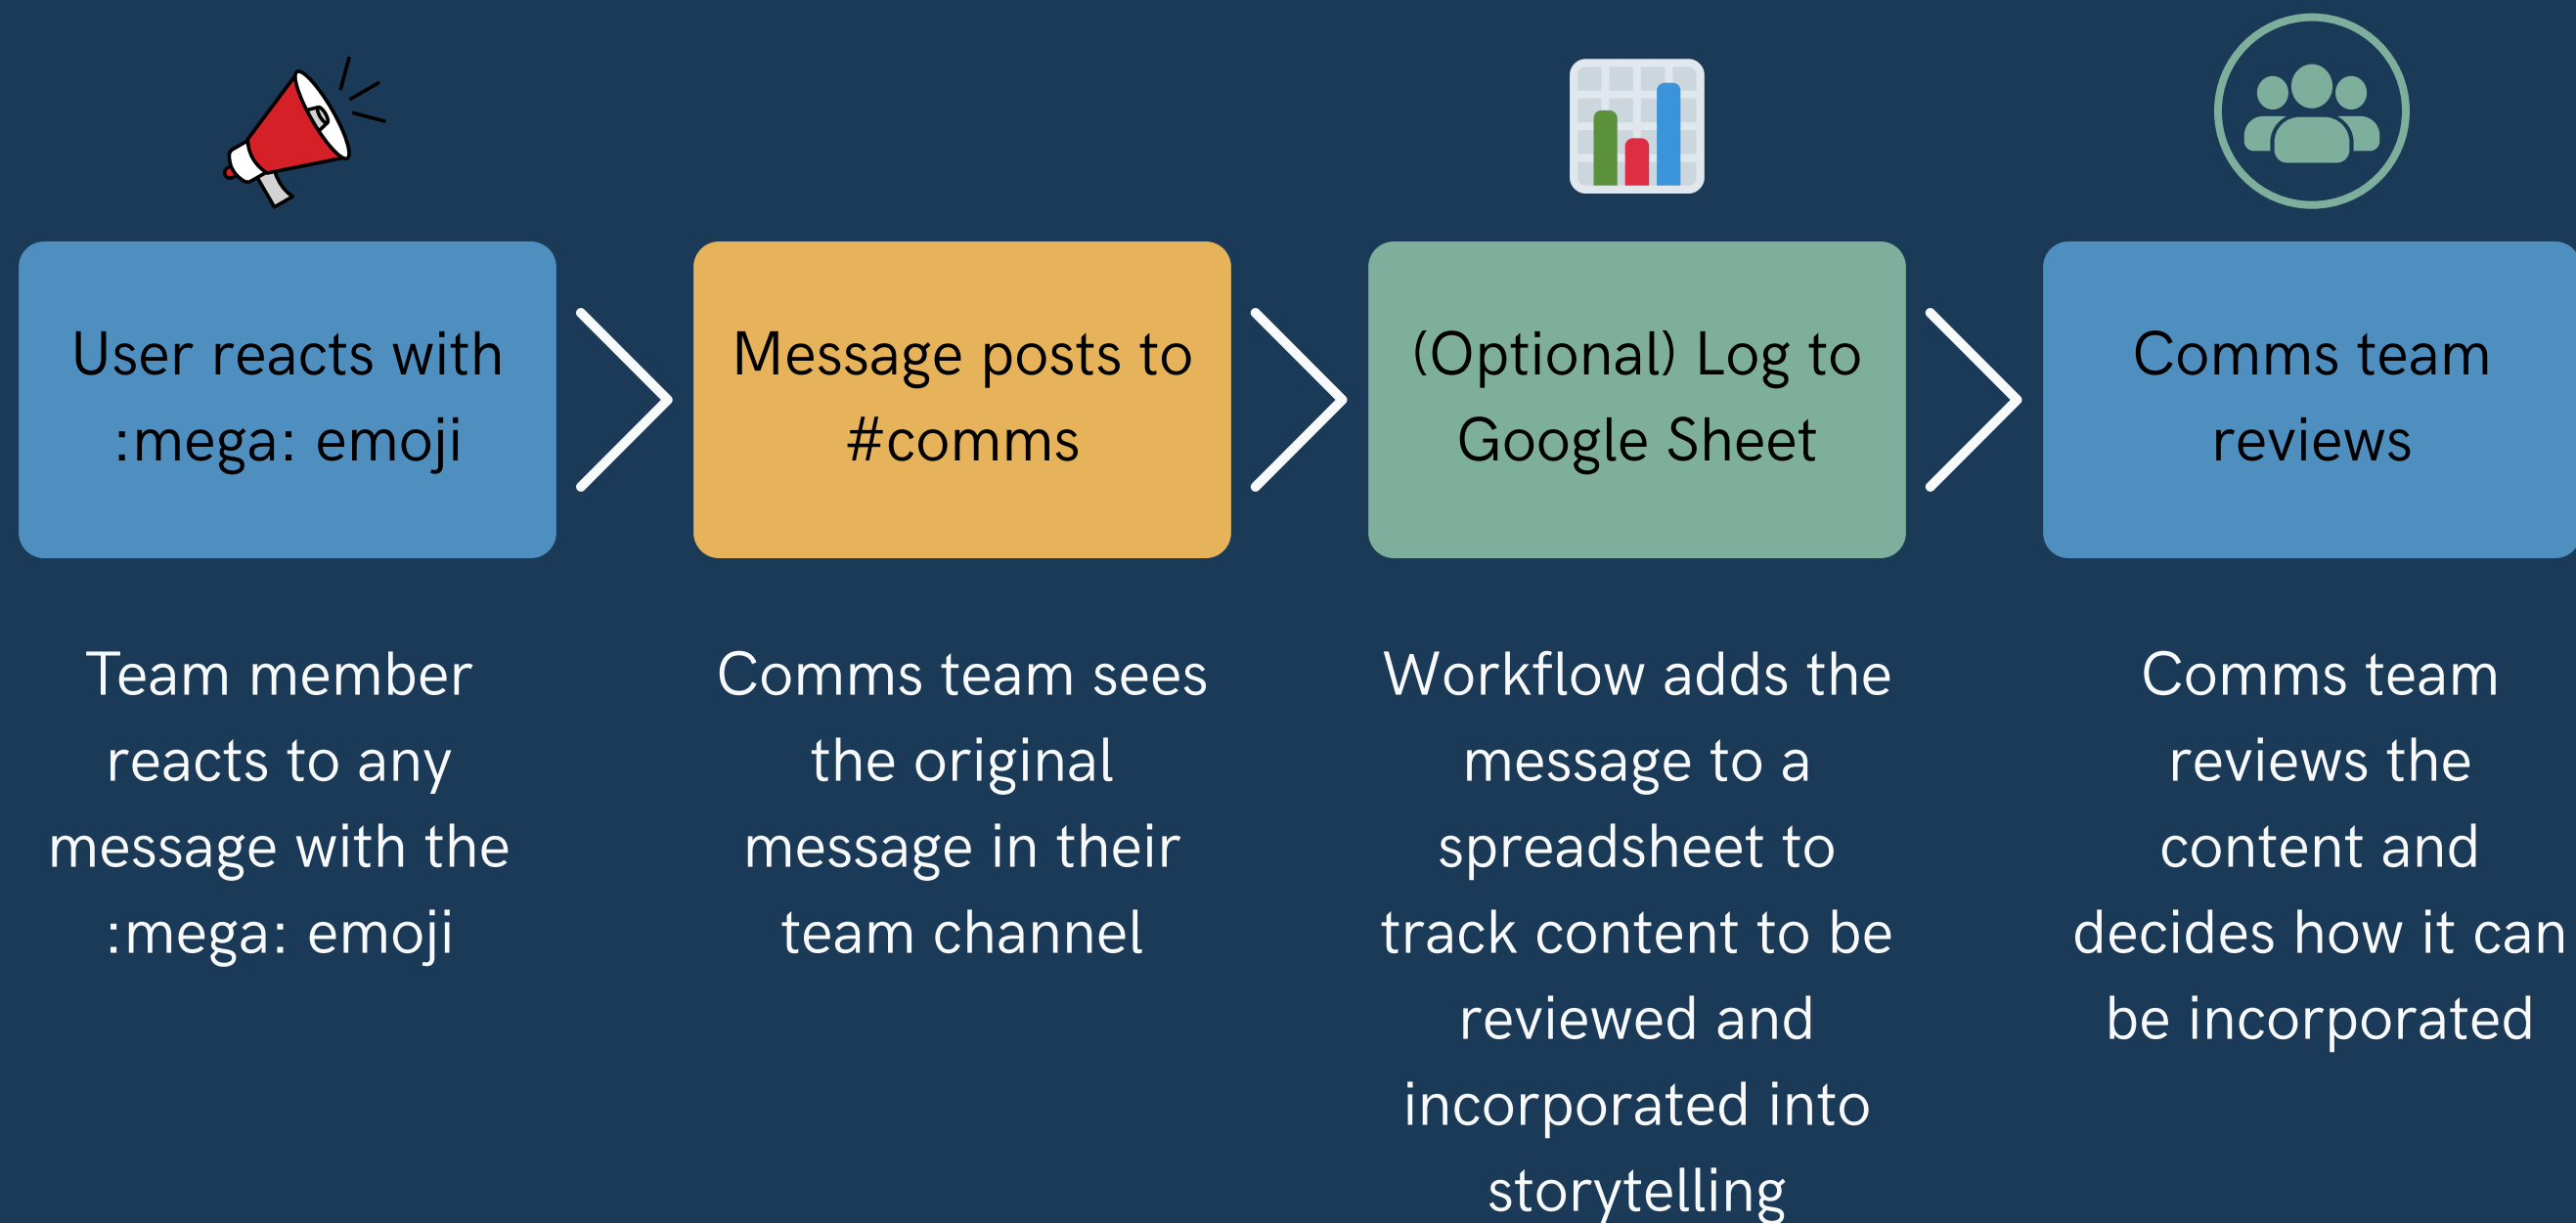 User reacts with
:mega: emoji
Message posts to
#comms
(Optional) Log to
Google Sheet
Comms team
reviews
Team member
reacts to any
message with the
:mega: emoji
Comms team sees
the original
message in their
team channel
Workflow adds the
message to a
spreadsheet to
track content to be
reviewed and
incorporated into
storytelling
Comms team
reviews the
content and
decides how it can
be incorporated